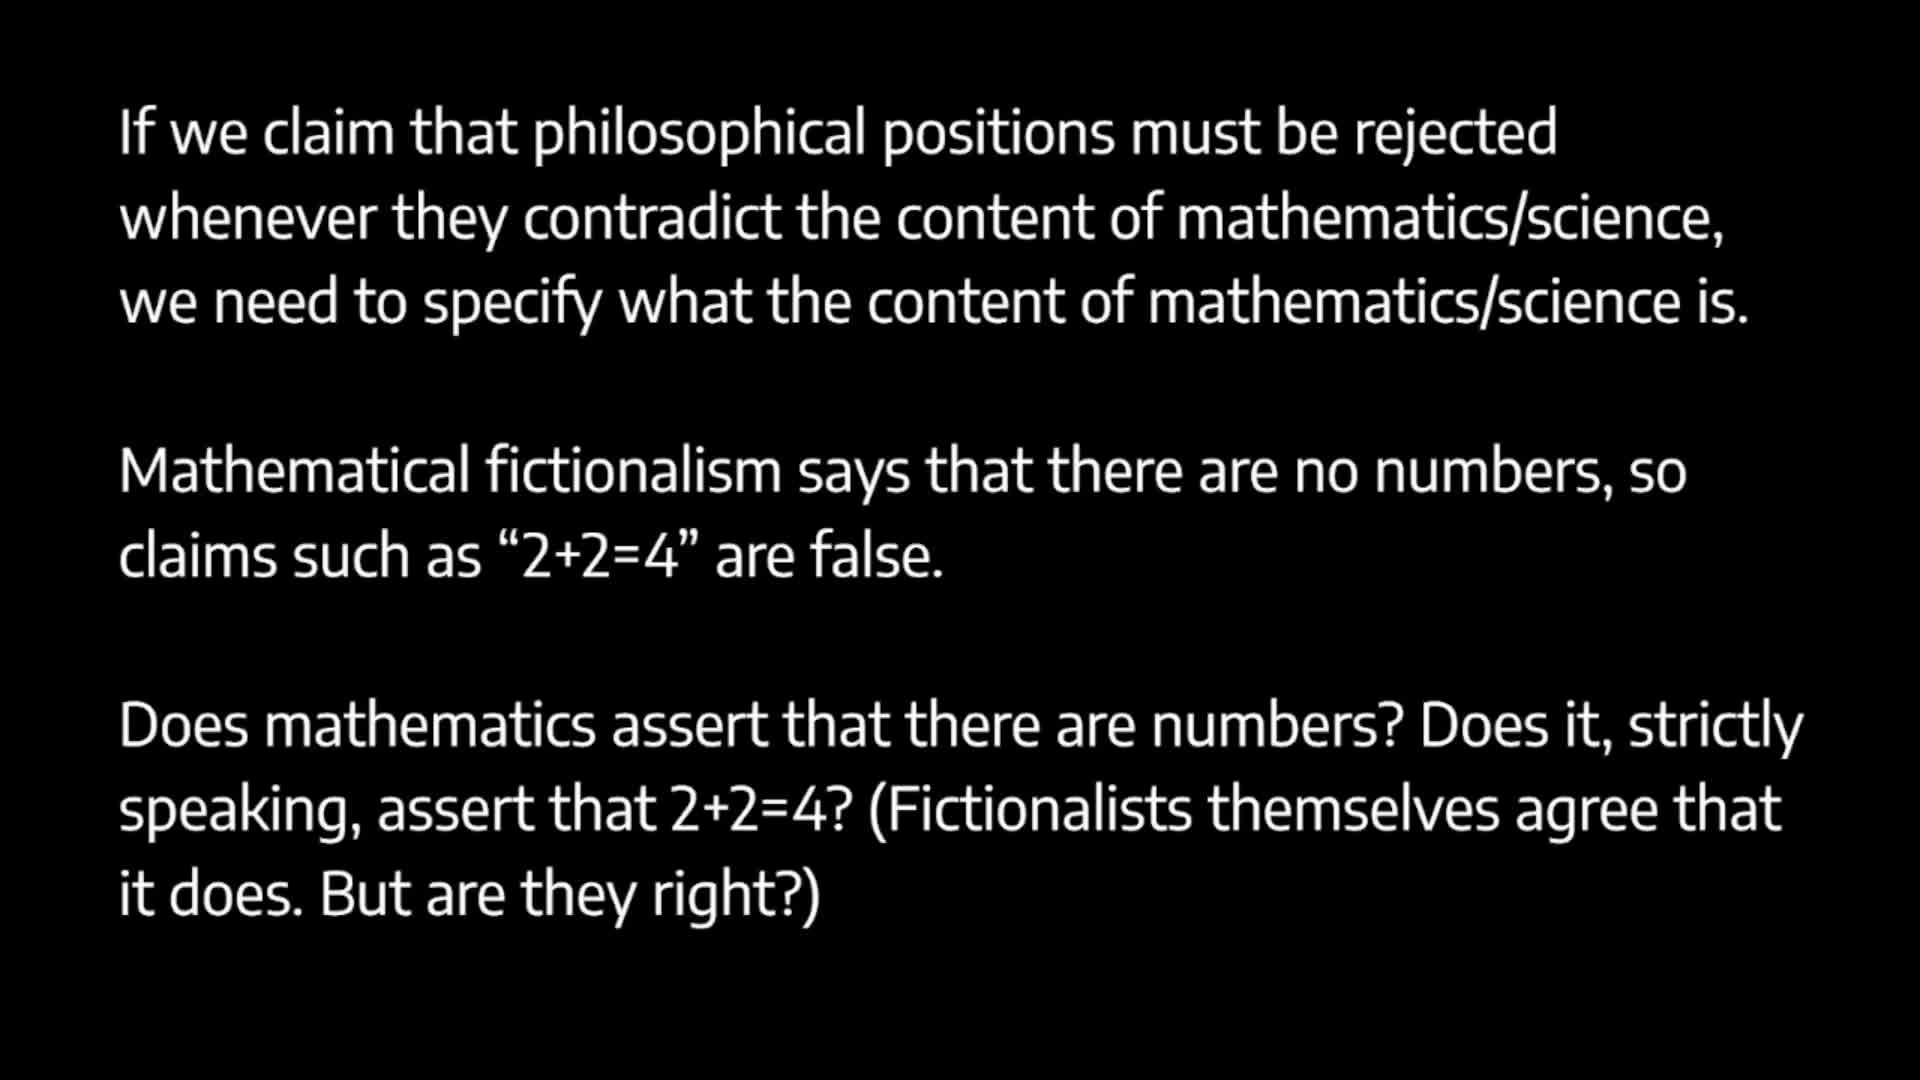 If we claim that philosophical positions must be rejected
whenever they contradict the content of mathematics/science,
we need to specify what the content of mathematics/science is.
Mathematical fictionalism says that there are no numbers, so
claims such as “2+2=4” are false.
Does mathematics assert that there are numbers? Does it, strictly
speaking, assert that 2+2=4? (Fictionalists themselves agree that
it does. But are they right?)